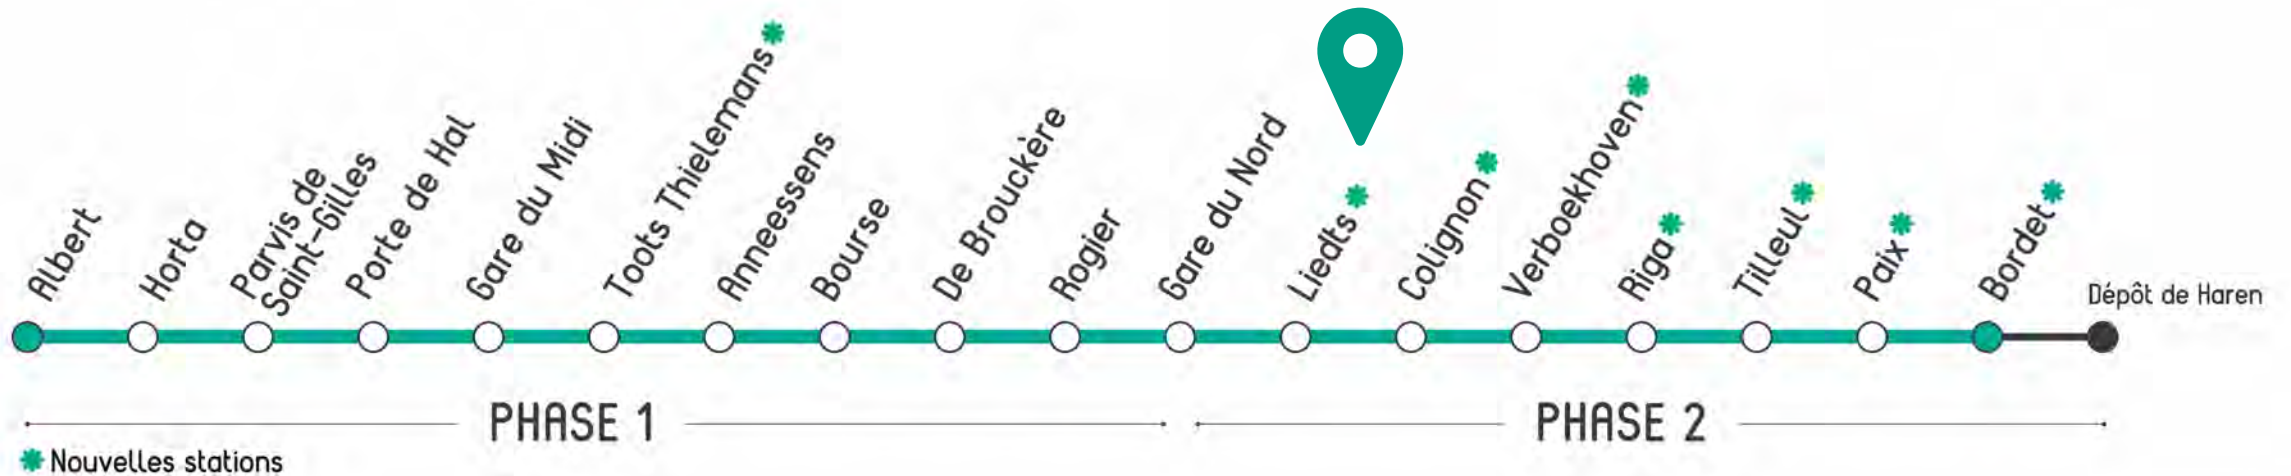 Albert
Horta
Parvis de
Saint-Gilles
Porte de Hal
Gare du Midi
Toots Thielemans*
Anneessens
Bourse
De Brouckère
Rogier
Gare du Nord
Liedts*
Colignon*
Verboekhoven*
Riga*
Tilleul*
Paix*
Bordet*
Dépôt de Haren
PHASE 1
PHASE 2
* Nouvelles stations